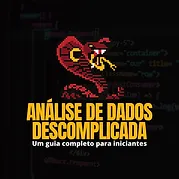 ANÁLISE DE DADOS
DESCOMPLICADA
Um guia completo para iniciantes